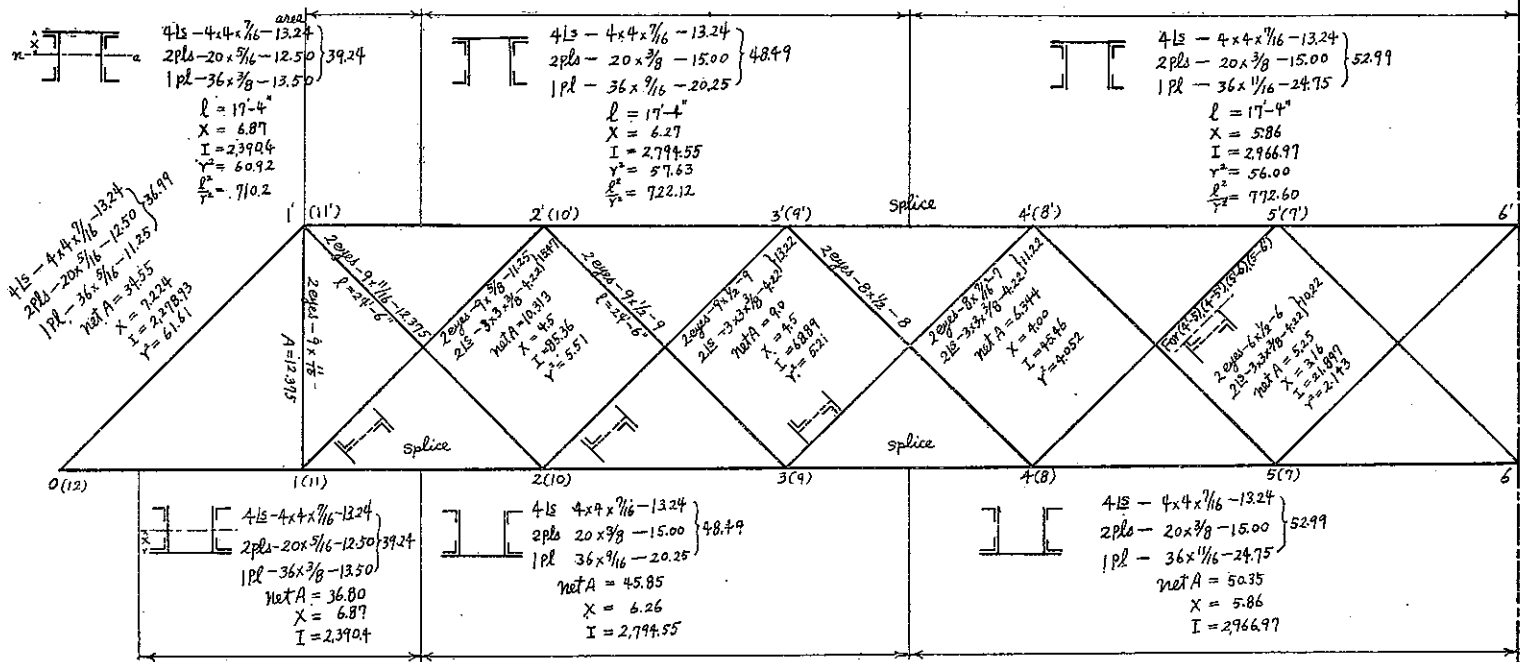 area
4Ls – 4x4x7/16 – 13.24
2pls – 20x5/16 – 12.50 } 39.24
1pl – 36x3/8 – 13.50
l = 17'-4"
X = 6.87
I = 2,390.4
r² = 60.92
l²/r² = 710.2
x
n
a
4Ls – 4x4x7/16 – 13.24
2pls – 20x3/8 – 15.00 } 48.49
1pl – 36x9/16 – 20.25
l = 17'-4"
X = 6.27
I = 2,794.55
r² = 57.63
l²/r² = 722.12
4Ls – 4x4x7/16 – 13.24
2pls – 20x3/8 – 15.00 } 52.99
1pl – 36x11/16 – 24.75
l = 17'-4"
X = 5.86
I = 2,966.97
r² = 56.00
l²/r² = 772.60
4Ls – 4x4x7/16 – 13.24
2pls – 20x5/16 – 12.50 } 36.99
1pl – 36x5/16 – 11.25
net A = 34.55
X = 7.224
I = 2,278.93
r² = 61.61
1' (11')
2' (10')
3' (9')
splice
4' (8')
5' (7')
6'
2 eyes – 9x11/16 –
A = 12.375
2 eyes – 9x11/16 – 12.375
l = 24'-6"
2 eyes – 9x5/8 – 11.25
2Ls – 3x3x3/8 – 4.22 } 15.47
net A = 10.313
X = 4.5
I = 85.36
r² = 5.51
2 eyes – 9x1/2 – 9
l = 24'-6"
2 eyes – 9x1/2 – 9
2Ls – 3x3x3/8 – 4.22 } 13.22
net A = 9.0
X = 4.5
I = 68.89
r² = 5.21
2 eyes – 8x1/2 – 8
2 eyes – 8x7/16 – 7
2Ls – 3x3x3/8 – 4.22 } 11.22
net A = 6.344
X = 4.00
I = 45.46
r² = 4.052
For (4-5') (4'-5) (5'-6) (5-6')
2 eyes – 6x1/2 – 6
2Ls – 3x3x3/8 – 4.22 } 10.22
net A = 5.25
X = 3.16
I = 21.897
r² = 2.143
splice
splice
0 (12)
1 (11)
2 (10)
3 (9)
4 (8)
5 (7)
6
x
4Ls – 4x4x7/16 – 13.24
2pls – 20x5/16 – 12.50 } 39.24
1pl – 36x3/8 – 13.50
net A = 36.80
X = 6.87
I = 2,390.4
4Ls 4x4x7/16 – 13.24
2pls 20x3/8 – 15.00 } 48.49
1pl 36x9/16 – 20.25
net A = 45.85
X = 6.26
I = 2,794.55
4Ls – 4x4x7/16 – 13.24
2pls – 20x3/8 – 15.00 } 52.99
1pl – 36x11/16 – 24.75
net A = 50.35
X = 5.86
I = 2,966.97